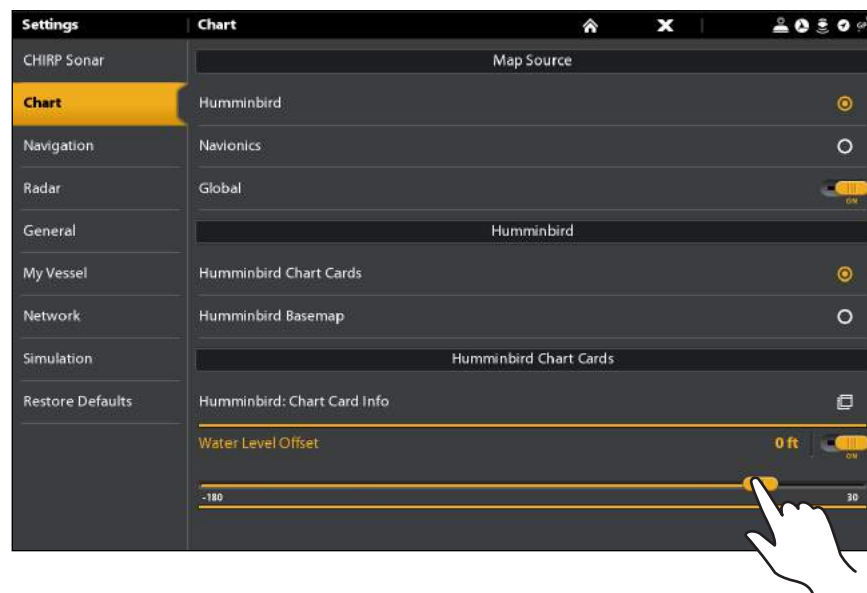 Settings
Chart
CHIRP Sonar
Chart
Navigation
Radar
General
My Vessel
Network
Simulation
Restore Defaults
Map Source
Humminbird
Navionics
Global
ON
Humminbird
Humminbird Chart Cards
Humminbird Basemap
Humminbird Chart Cards
Humminbird: Chart Card Info
Water Level Offset 0 ft ON
-180 30